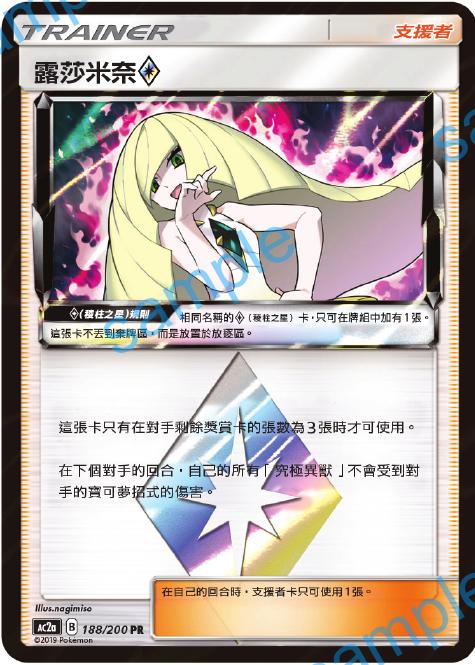 TRAINER
支援者
露莎米奈◇
◇(稜柱之星)規則 相同名稱的◇(稜柱之星)卡，只可在牌組中加有1張。
這張卡不丟到棄牌區，而是放置於放逐區。
這張卡只有在對手剩餘獎賞卡的張數為3張時才可使用。
在下個對手的回合，自己的所有「究極異獸」不會受到對
手的寶可夢招式的傷害。
在自己的回合時，支援者卡只可使用1張。
Illus.nagimiso
AC2a B 188/200 PR
©2019 Pokémon
sample
sample
sample
sample